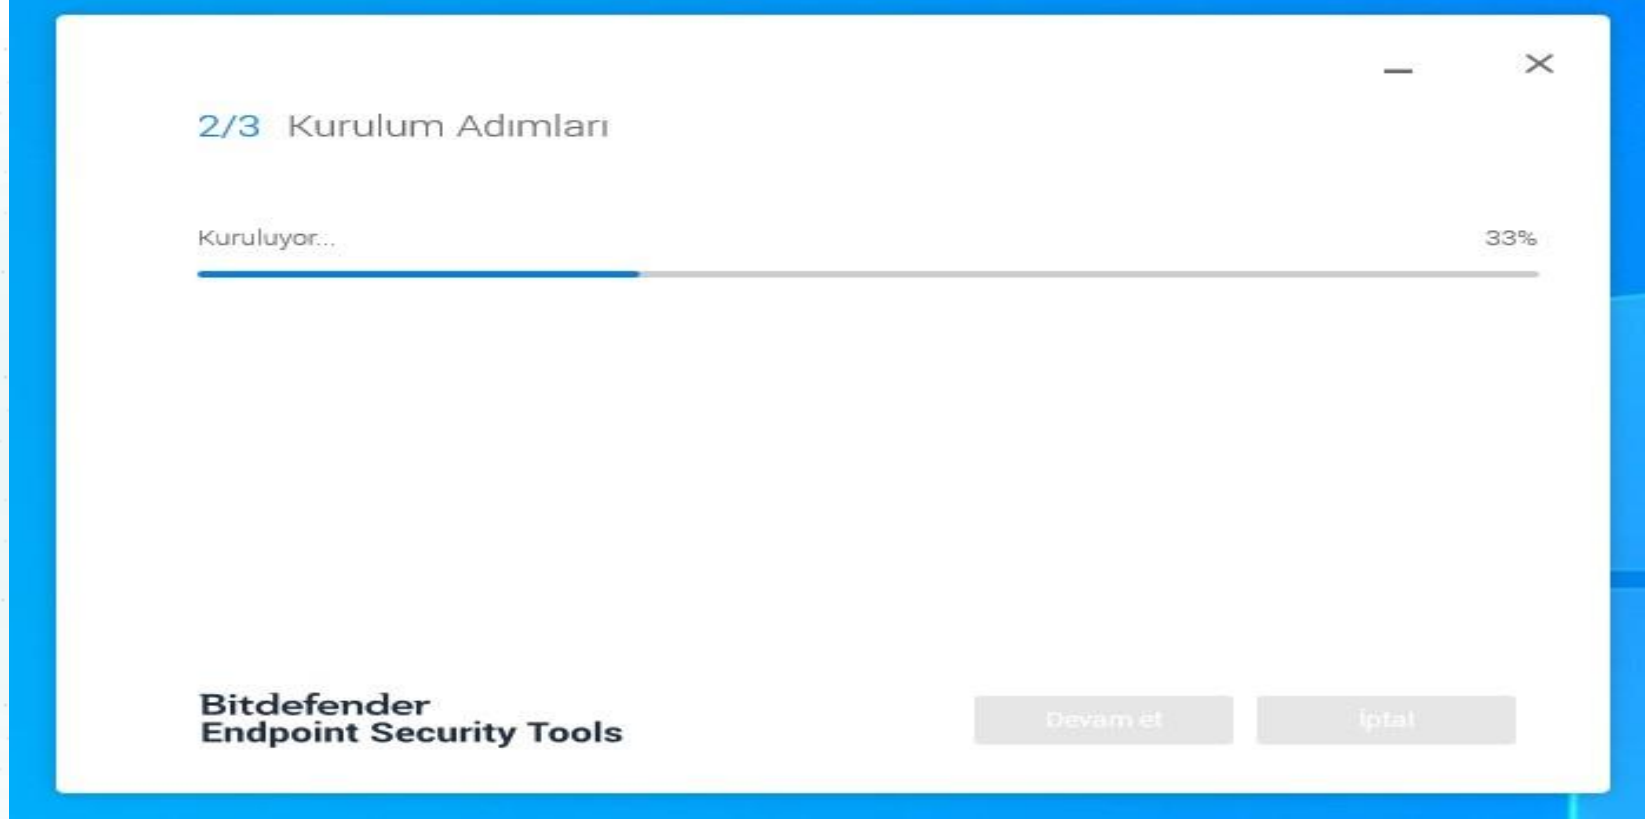 2/3 Kurulum Adımları
Kuruluyor... 33%
Bitdefender
Endpoint Security Tools
Devam et İptal